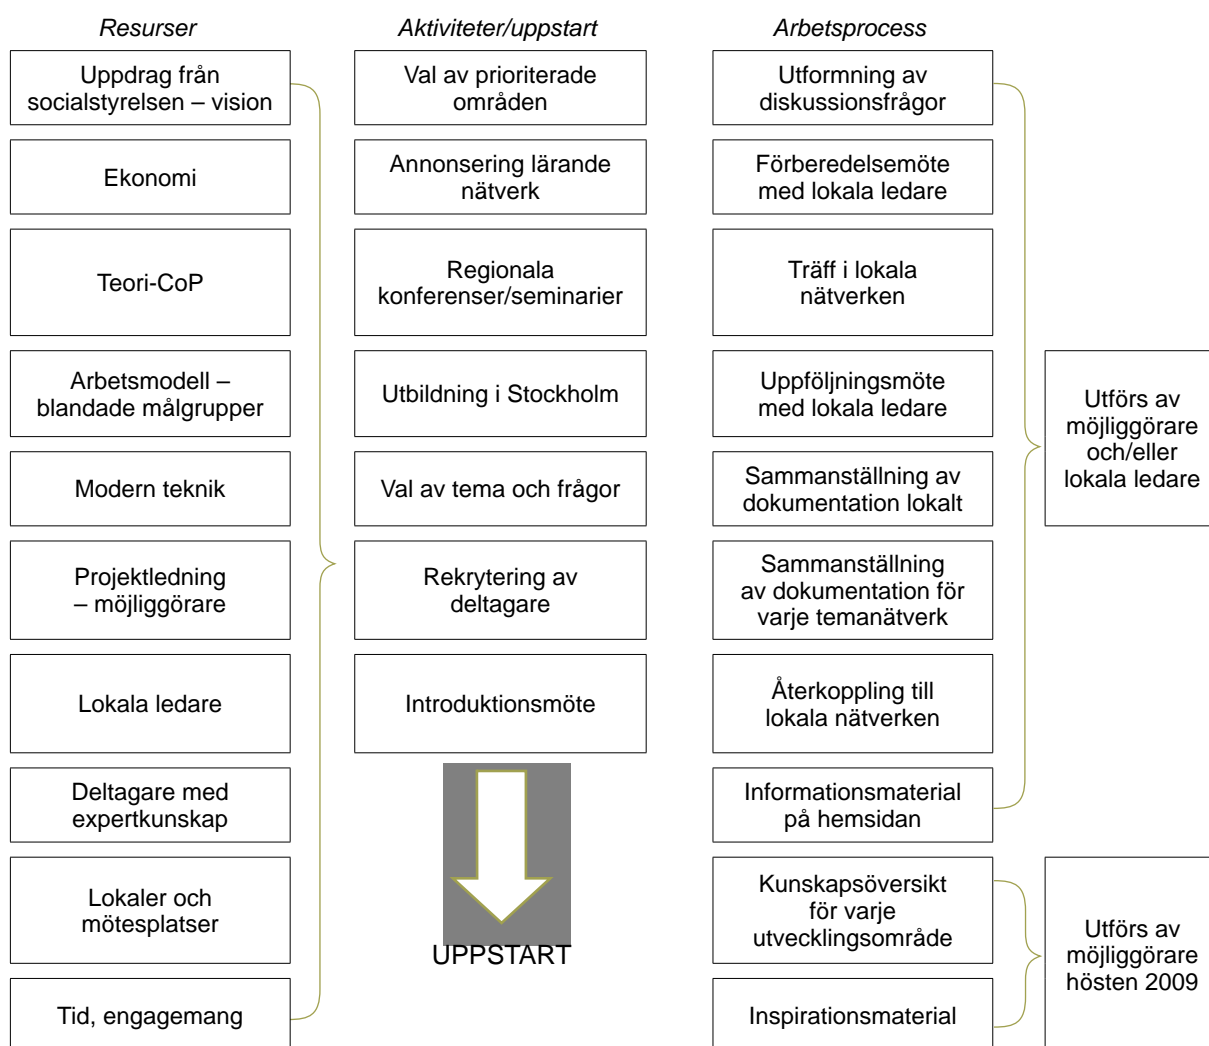 Resurser
Uppdrag från
socialstyrelsen – vision
Ekonomi
Teori-CoP
Arbetsmodell –
blandade målgrupper
Modern teknik
Projektledning
– möjliggörare
Lokala ledare
Deltagare med
expertkunskap
Lokaler och
mötesplatser
Tid, engagemang
Aktiviteter/uppstart
Val av prioriterade
områden
Annonsering lärande
nätverk
Regionala
konferenser/seminarier
Utbildning i Stockholm
Val av tema och frågor
Rekrytering av
deltagare
Introduktionsmöte
UPPSTART
Arbetsprocess
Utformning av
diskussionsfrågor
Förberedelsemöte
med lokala ledare
Träff i lokala
nätverken
Uppföljningsmöte
med lokala ledare
Sammanställning av
dokumentation lokalt
Sammanställning
av dokumentation för
varje temanätverk
Återkoppling till
lokala nätverken
Informationsmaterial
på hemsidan
Kunskapsöversikt
för varje
utvecklingsområde
Inspirationsmaterial
Utförs av
möjliggörare
och/eller
lokala ledare
Utförs av
möjliggörare
hösten 2009